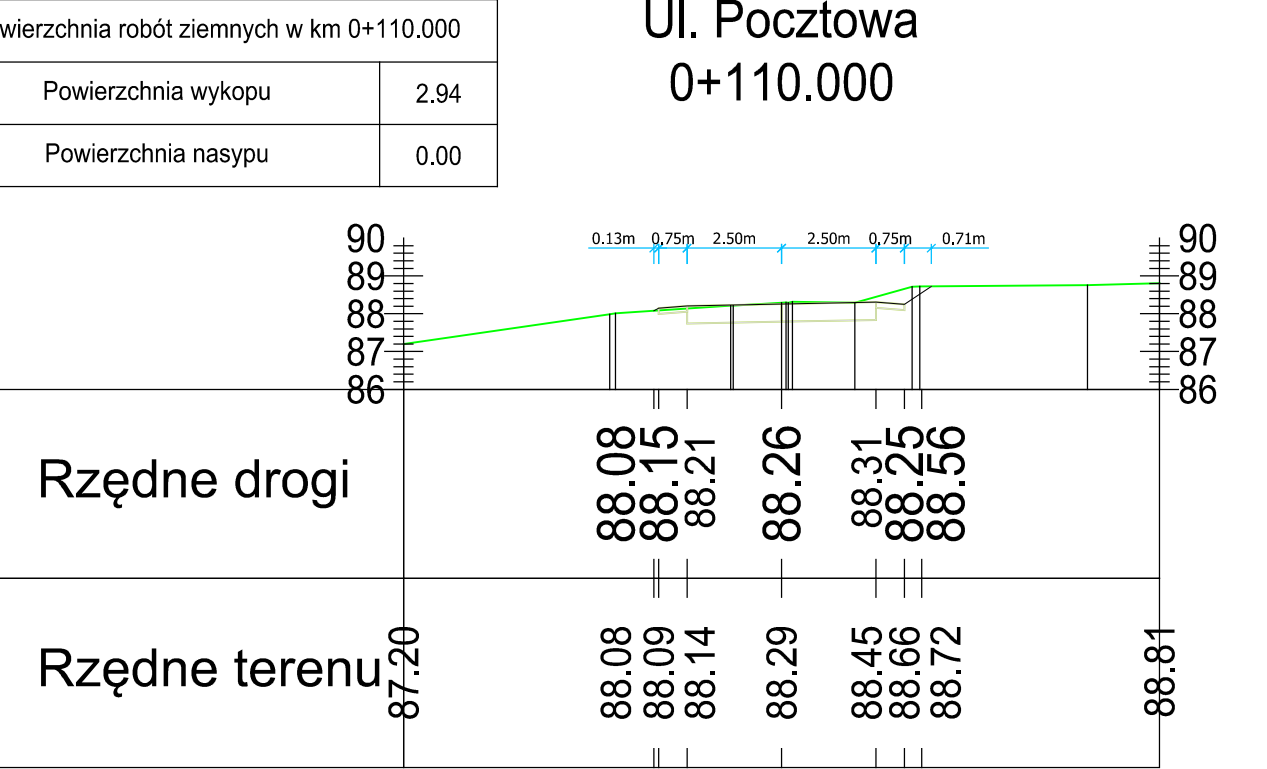 wierzchnia robót ziemnych w km 0+110.000
Powierzchnia wykopu 2.94
Powierzchnia nasypu 0.00
Ul. Pocztowa
0+110.000
0.13m 0.75m 2.50m 2.50m 0.75m 0.71m
90 90
89 89
88 88
87 87
86 86
Rzędne drogi 88.08 88.15 88.21 88.26 88.31 88.25 88.56
Rzędne terenu 87.20 88.08 88.09 88.14 88.29 88.45 88.66 88.72 88.81